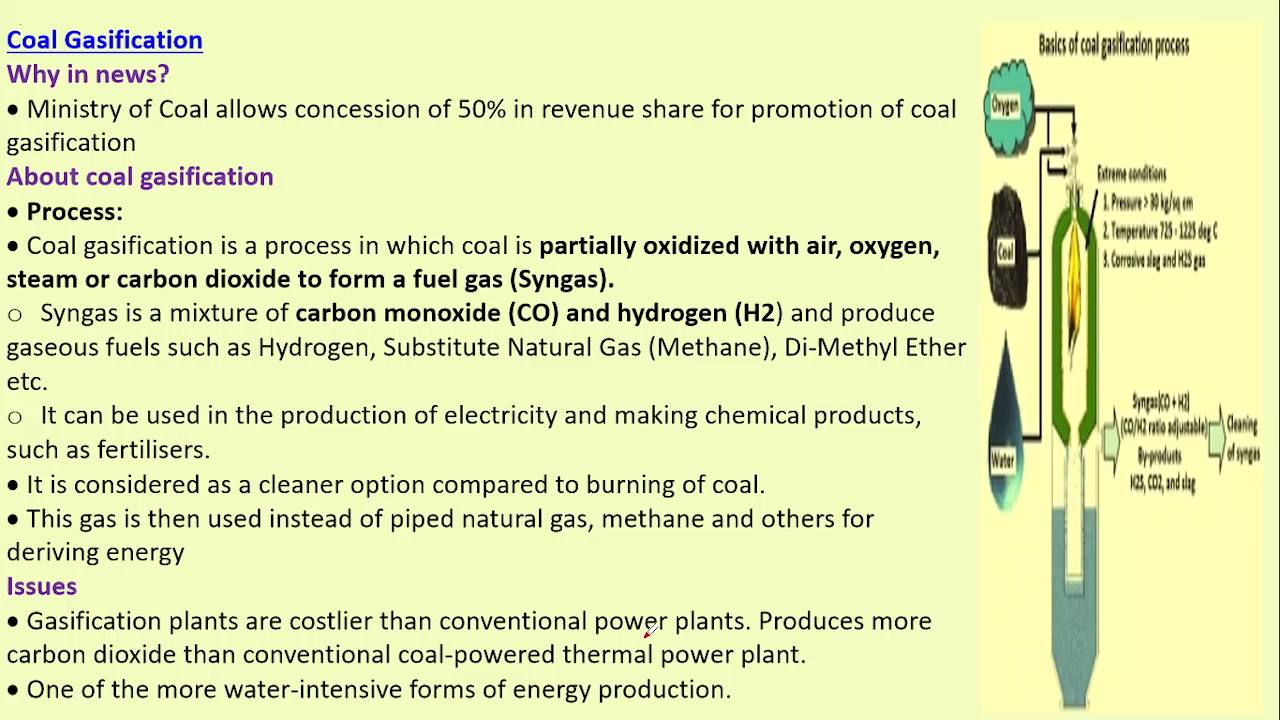 Coal Gasification
Why in news?
• Ministry of Coal allows concession of 50% in revenue share for promotion of coal
gasification
About coal gasification
• Process:
• Coal gasification is a process in which coal is partially oxidized with air, oxygen,
steam or carbon dioxide to form a fuel gas (Syngas).
o Syngas is a mixture of carbon monoxide (CO) and hydrogen (H2) and produce
gaseous fuels such as Hydrogen, Substitute Natural Gas (Methane), Di-Methyl Ether
etc.
o It can be used in the production of electricity and making chemical products,
such as fertilisers.
• It is considered as a cleaner option compared to burning of coal.
• This gas is then used instead of piped natural gas, methane and others for
deriving energy
Issues
• Gasification plants are costlier than conventional power plants. Produces more
carbon dioxide than conventional coal-powered thermal power plant.
• One of the more water-intensive forms of energy production.
Basics of coal gasification process
Oxygen
Extreme conditions
1. Pressure > 30 kg/sq cm
2. Temperature 725 - 1225 deg C
3. Corrosive slag and H2S gas
Coal
Water
Syngas(CO + H2)
(CO/H2 ratio adjustable)
By-products
H2S, CO2, and slag
Cleaning
of syngas